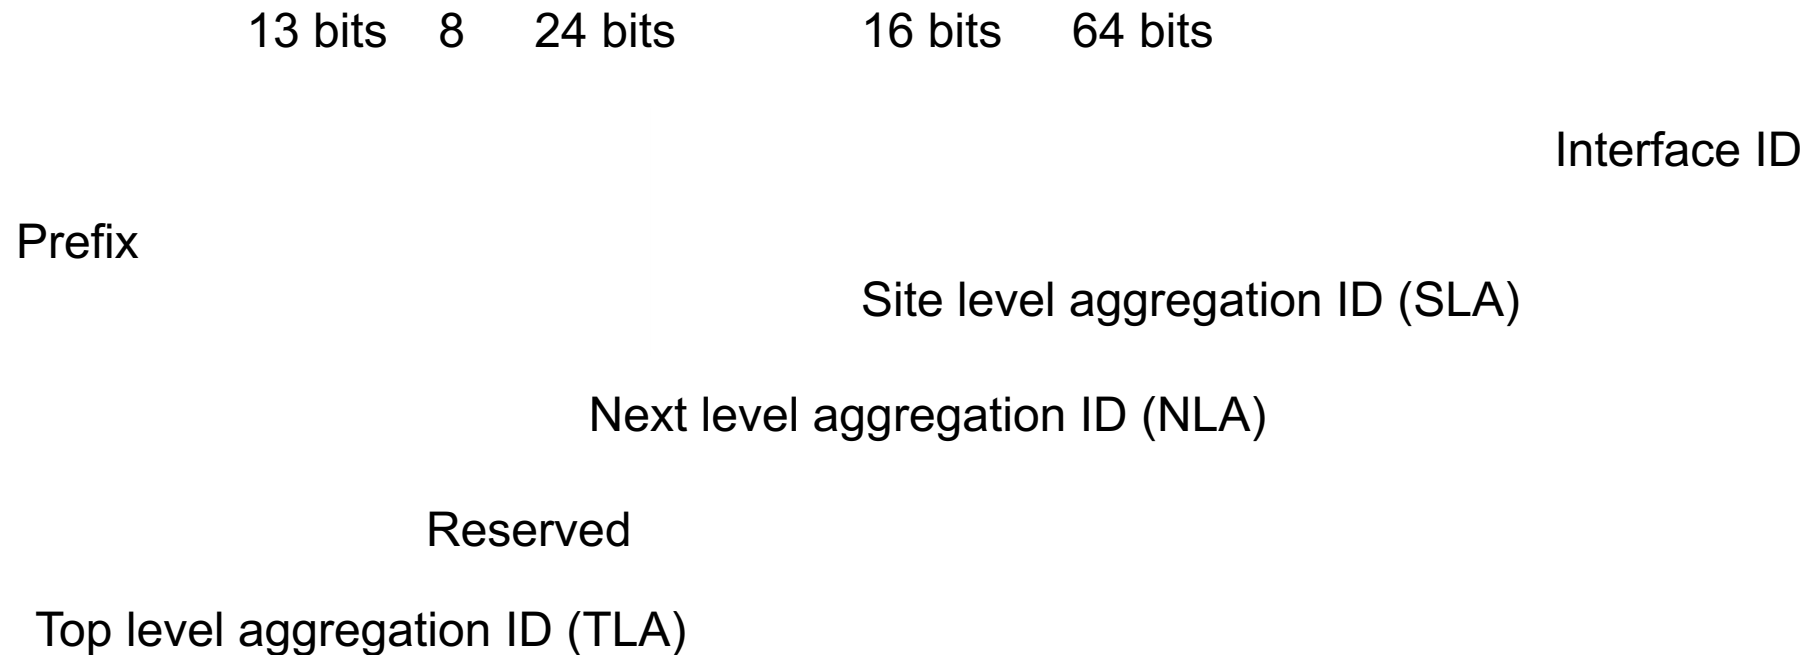 13 bits 8 24 bits 16 bits 64 bits
Interface ID
Prefix
Site level aggregation ID (SLA)
Next level aggregation ID (NLA)
Reserved
Top level aggregation ID (TLA)